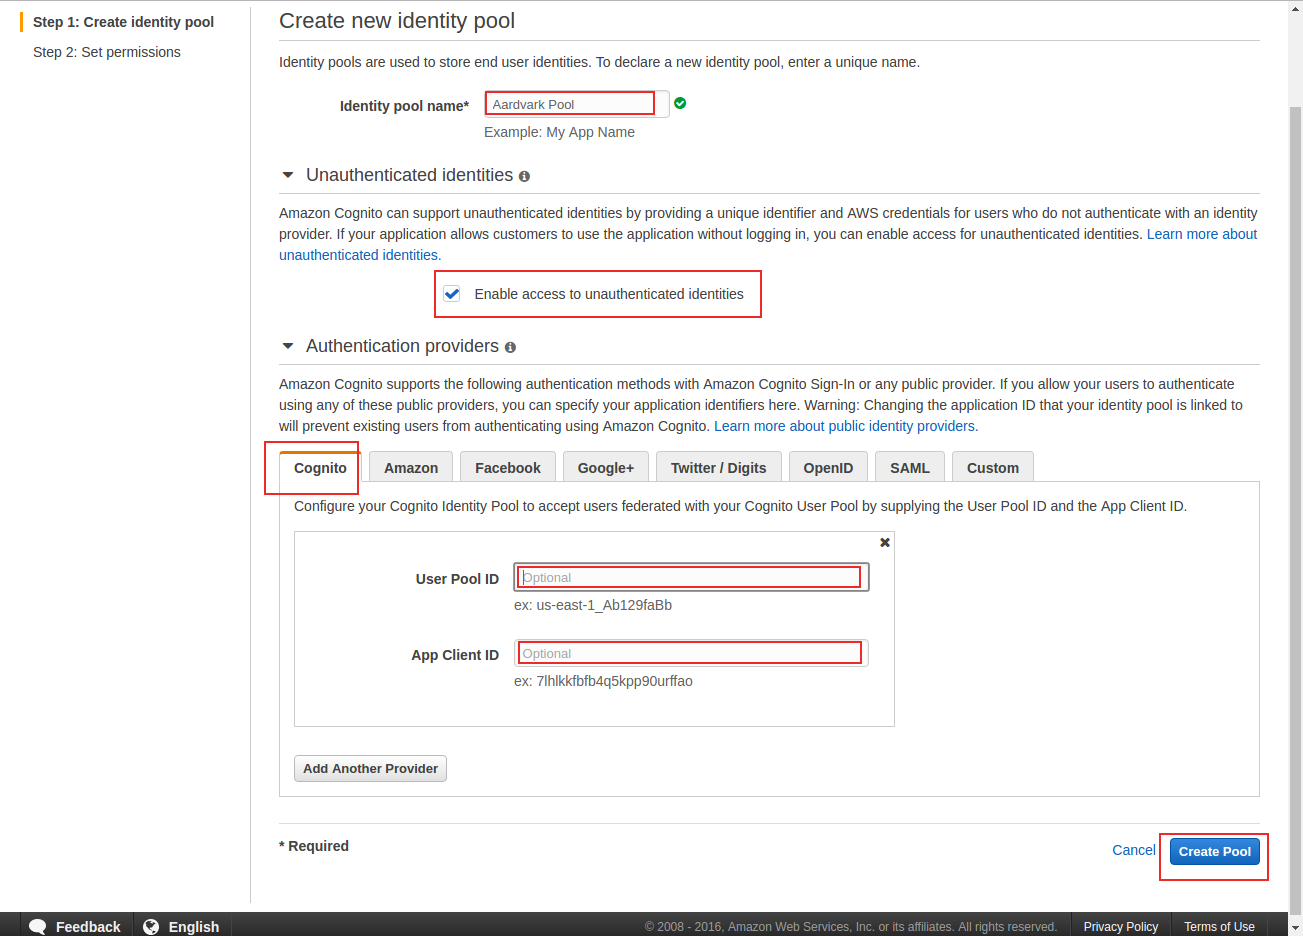 Step 1: Create identity pool
Step 2: Set permissions
Create new identity pool
Identity pools are used to store end user identities. To declare a new identity pool, enter a unique name.
Identity pool name* Aardvark Pool
Example: My App Name
Unauthenticated identities
Amazon Cognito can support unauthenticated identities by providing a unique identifier and AWS credentials for users who do not authenticate with an identity
provider. If your application allows customers to use the application without logging in, you can enable access for unauthenticated identities. Learn more about
unauthenticated identities.
Enable access to unauthenticated identities
Authentication providers
Amazon Cognito supports the following authentication methods with Amazon Cognito Sign-In or any public provider. If you allow your users to authenticate
using any of these public providers, you can specify your application identifiers here. Warning: Changing the application ID that your identity pool is linked to
will prevent existing users from authenticating using Amazon Cognito. Learn more about public identity providers.
Cognito Amazon Facebook Google+ Twitter / Digits OpenID SAML Custom
Configure your Cognito Identity Pool to accept users federated with your Cognito User Pool by supplying the User Pool ID and the App Client ID.
User Pool ID Optional
ex: us-east-1_Ab129faBb
App Client ID Optional
ex: 7lhlkkfbfb4q5kpp90urffao
Add Another Provider
* Required Cancel Create Pool
Feedback English © 2008 - 2016, Amazon Web Services, Inc. or its affiliates. All rights reserved. Privacy Policy Terms of Use